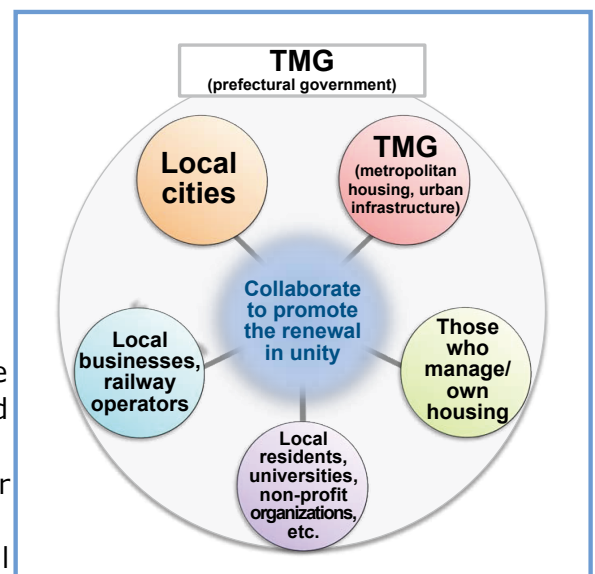 TMG
(prefectural government)
Local
cities
TMG
(metropolitan
housing, urban
infrastructure)
Collaborate
to promote
the renewal
in unity
Local
businesses,
railway
operators
Those
who
manage/
own
housing
Local
residents,
universities,
non-profit
organizations,
etc.